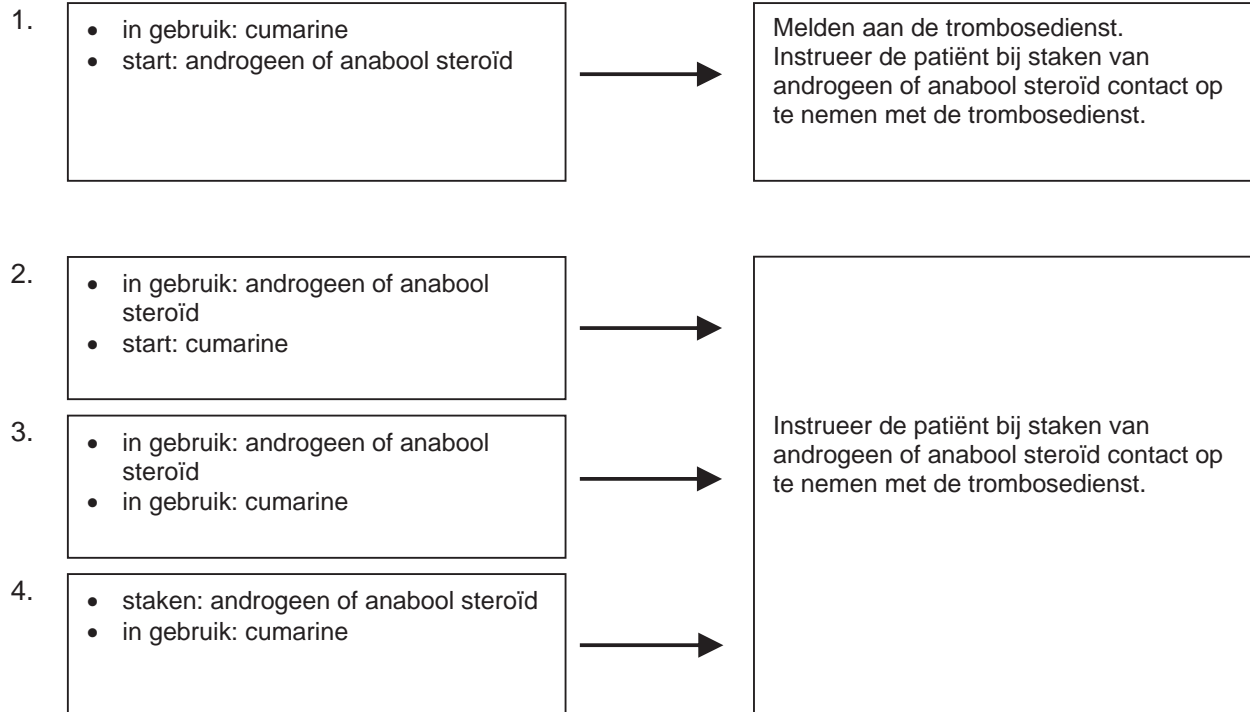 1.
• in gebruik: cumarine
• start: androgeen of anabool steroïd
Melden aan de trombosedienst.
Instrueer de patiënt bij staken van
androgeen of anabool steroïd contact op
te nemen met de trombosedienst.
2.
• in gebruik: androgeen of anabool
steroïd
• start: cumarine
3.
• in gebruik: androgeen of anabool
steroïd
• in gebruik: cumarine
Instrueer de patiënt bij staken van
androgeen of anabool steroïd contact op
te nemen met de trombosedienst.
4.
• staken: androgeen of anabool steroïd
• in gebruik: cumarine